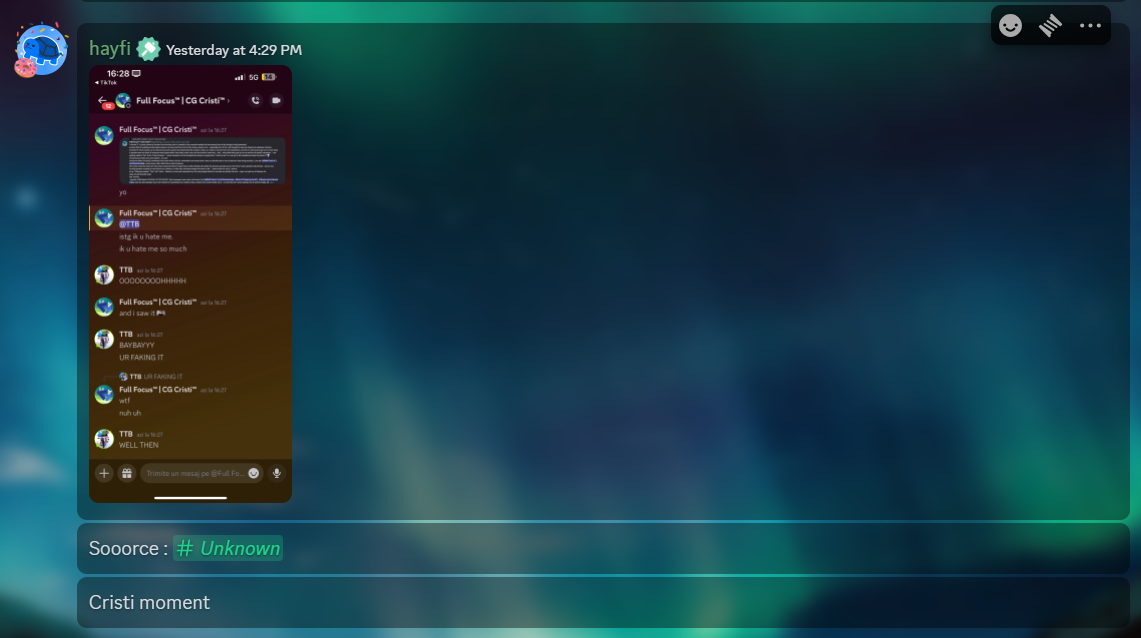 hayfi Yesterday at 4:29 PM
16:28 5G 14
◂ TikTok
12 Full Focus™ | CG Cristi™ ›
Full Focus™ | CG Cristi™ azi la 16:27
yo
Full Focus™ | CG Cristi™ azi la 16:27
@TTB
istg ik u hate me.
ik u hate me so much
TTB azi la 16:27
OOOOOOOOHHHHH
Full Focus™ | CG Cristi™ azi la 16:27
and i saw it
TTB azi la 16:27
BAYBAYYY
UR FAKING IT
TTB UR FAKING IT
Full Focus™ | CG Cristi™ azi la 16:27
wtf
nuh uh
TTB azi la 16:27
WELL THEN
Trimite un mesaj pe @Full Fo...
Sooorce : # Unknown
Cristi moment